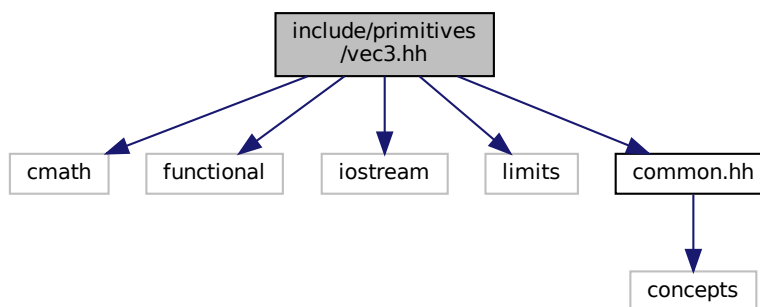 include/primitives
/vec3.hh
cmath
functional
iostream
limits
common.hh
concepts